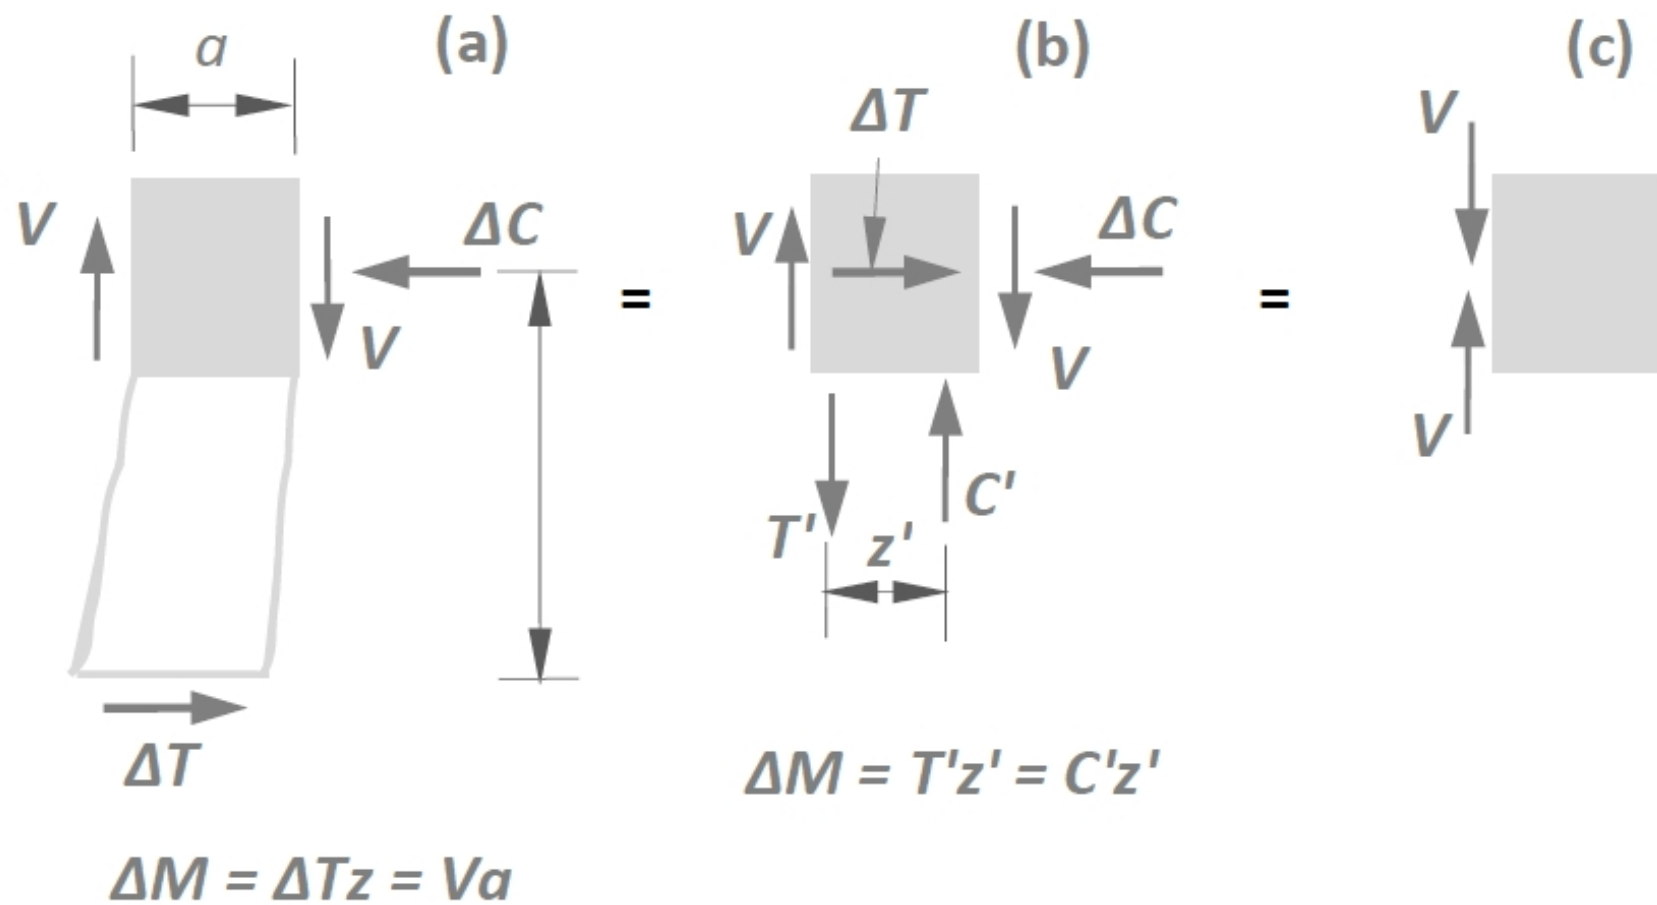 a
(a)
V
ΔC
V
ΔT
ΔM = ΔTz = Va
=
(b)
ΔT
V
ΔC
V
T'
C'
z'
ΔM = T'z' = C'z'
=
(c)
V
V